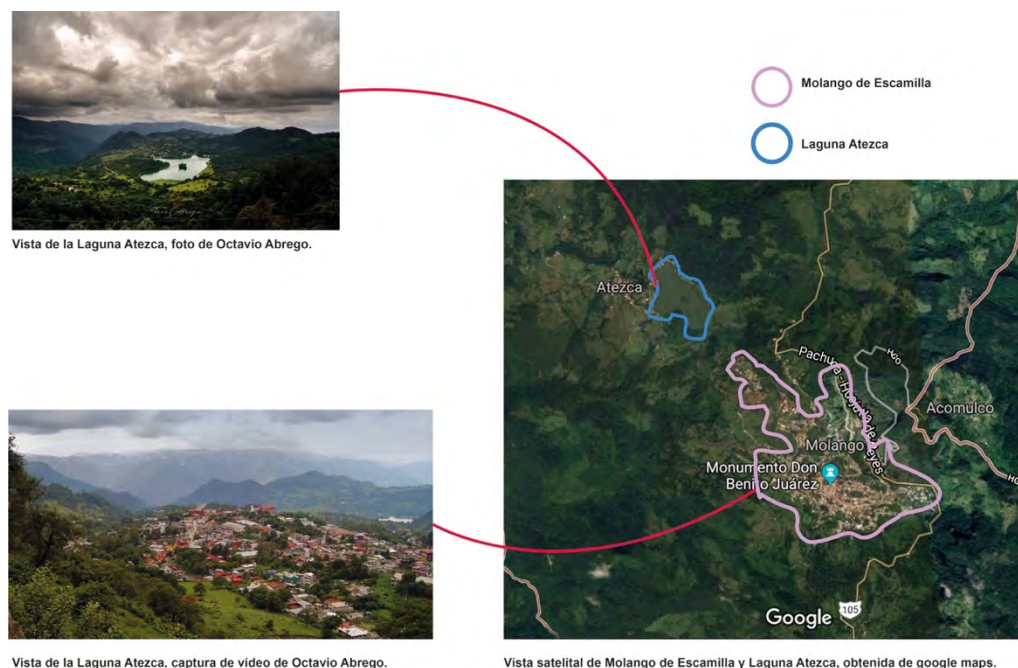 Molango de Escamilla
Laguna Atezca
Vista de la Laguna Atezca, foto de Octavio Abrego.
Atezca
Pachuca - Huejutla de Reyes
HGO
Acomulco
Molango
Monumento Don
Benito Juárez
Google
105
Vista de la Laguna Atezca, captura de video de Octavio Abrego.
Vista satelital de Molango de Escamilla y Laguna Atezca, obtenida de google maps.